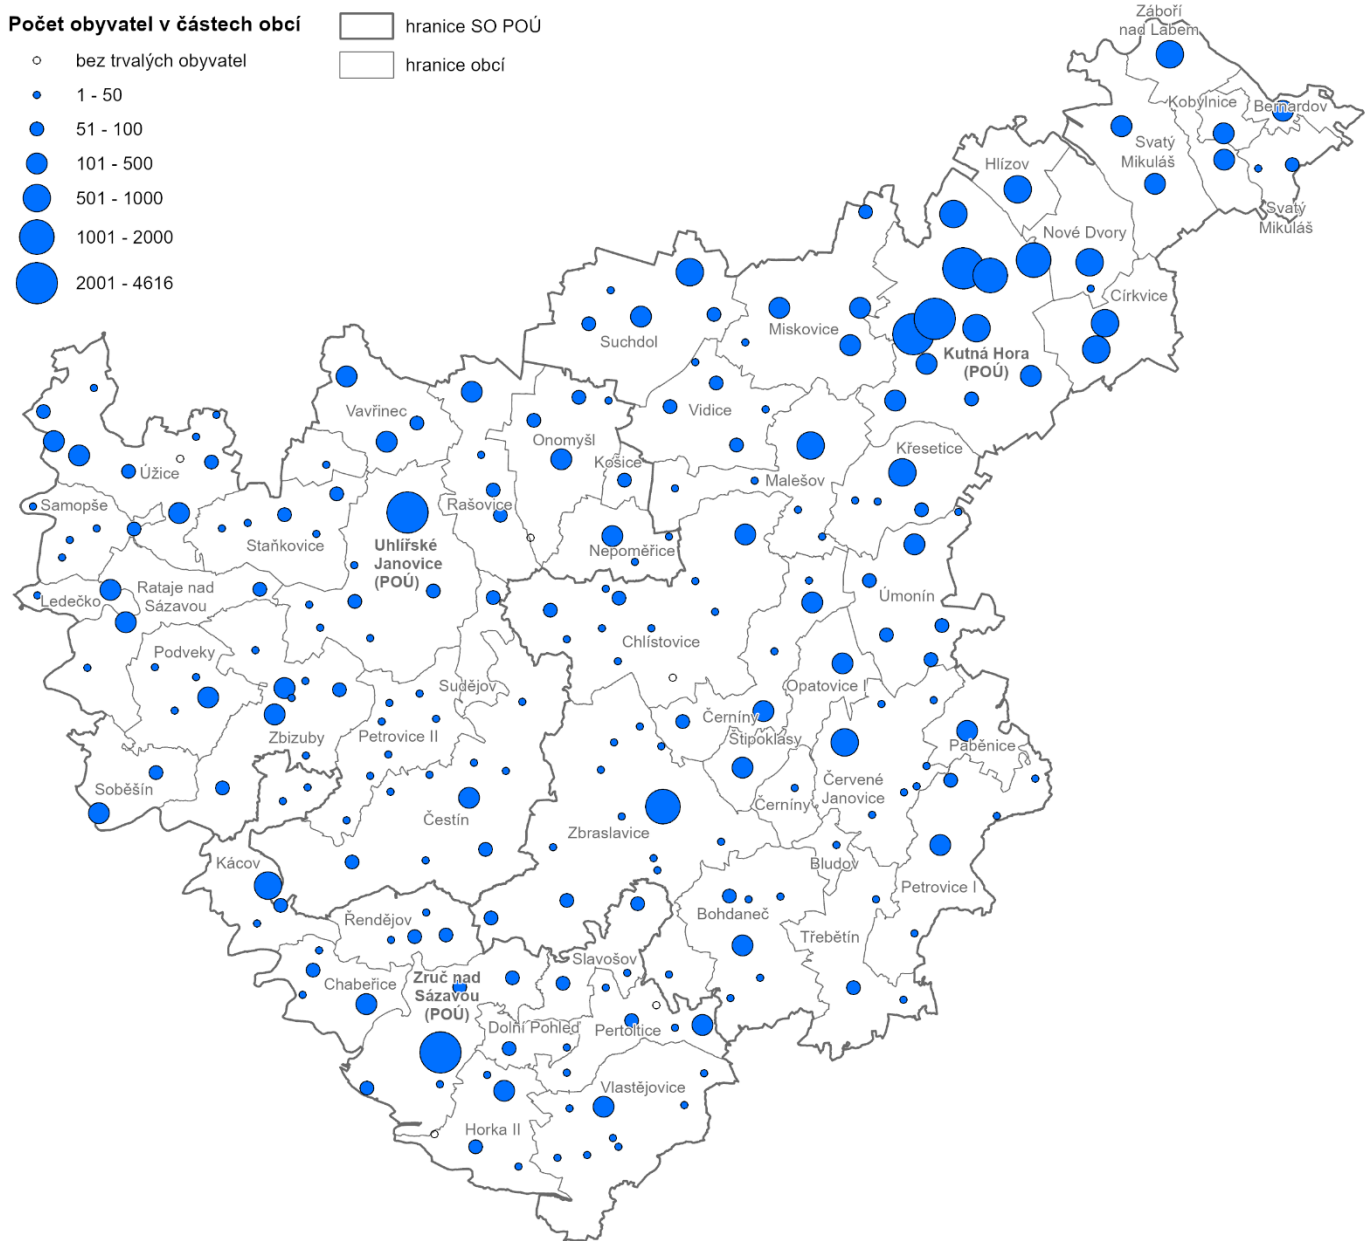 Počet obyvatel v částech obcí
bez trvalých obyvatel
1 - 50
51 - 100
101 - 500
501 - 1000
1001 - 2000
2001 - 4616
hranice SO POÚ
hranice obcí
Záboří
nad Labem
Kobylnice
Bernardov
Svatý
Mikuláš
Hlízov
Svatý
Mikuláš
Nové Dvory
Církvice
Suchdol
Miskovice
Kutná Hora
(POÚ)
Vavřinec
Vidice
Onomyšl
Košice
Křesetice
Malešov
Úžice
Samopše
Rašovice
Staňkovice
Uhlířské
Janovice
(POÚ)
Nepoměřice
Rataje nad
Sázavou
Ledečko
Úmonín
Chlístovice
Podveky
Sudějov
Opatovice I
Černíny
Štipoklasy
Zbizuby
Petrovice II
Paběnice
Soběšín
Červené
Janovice
Černíny
Čestín
Zbraslavice
Kácov
Bludov
Petrovice I
Řendějov
Bohdaneč
Třebětín
Slavošov
Chabeřice
Zruč nad
Sázavou
(POÚ)
Dolní Pohleď
Pertoltice
Vlastějovice
Horka II